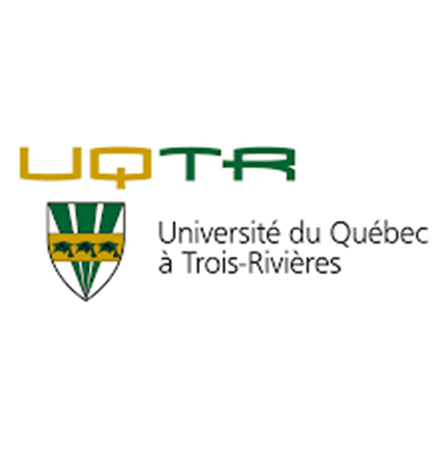 UQTR
Université du Québec
à Trois-Rivières